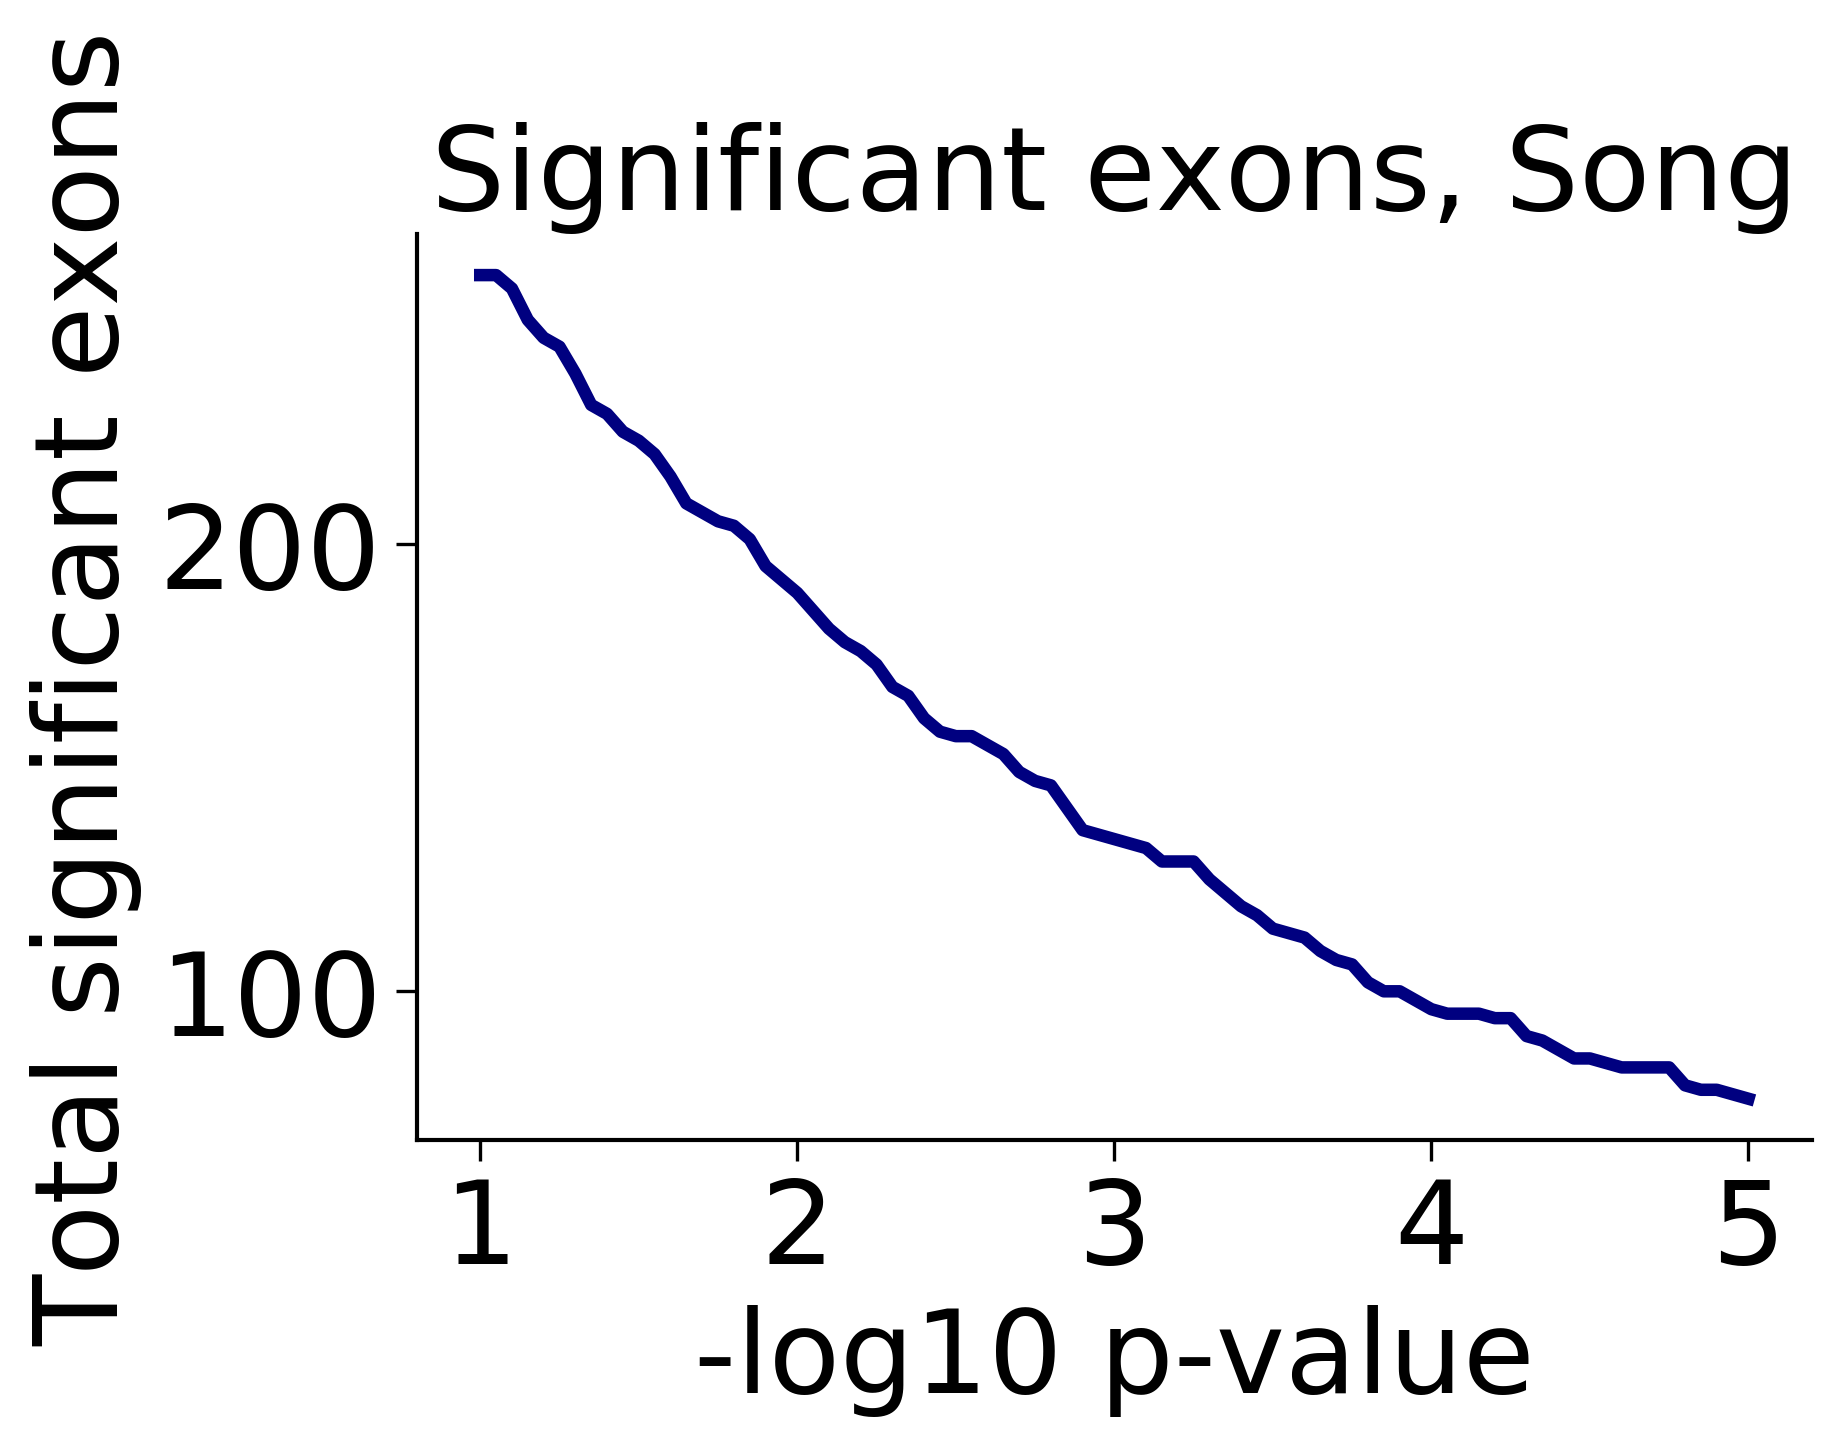 Significant exons, Song
Total significant exons
200
100
1 2 3 4 5
-log10 p-value